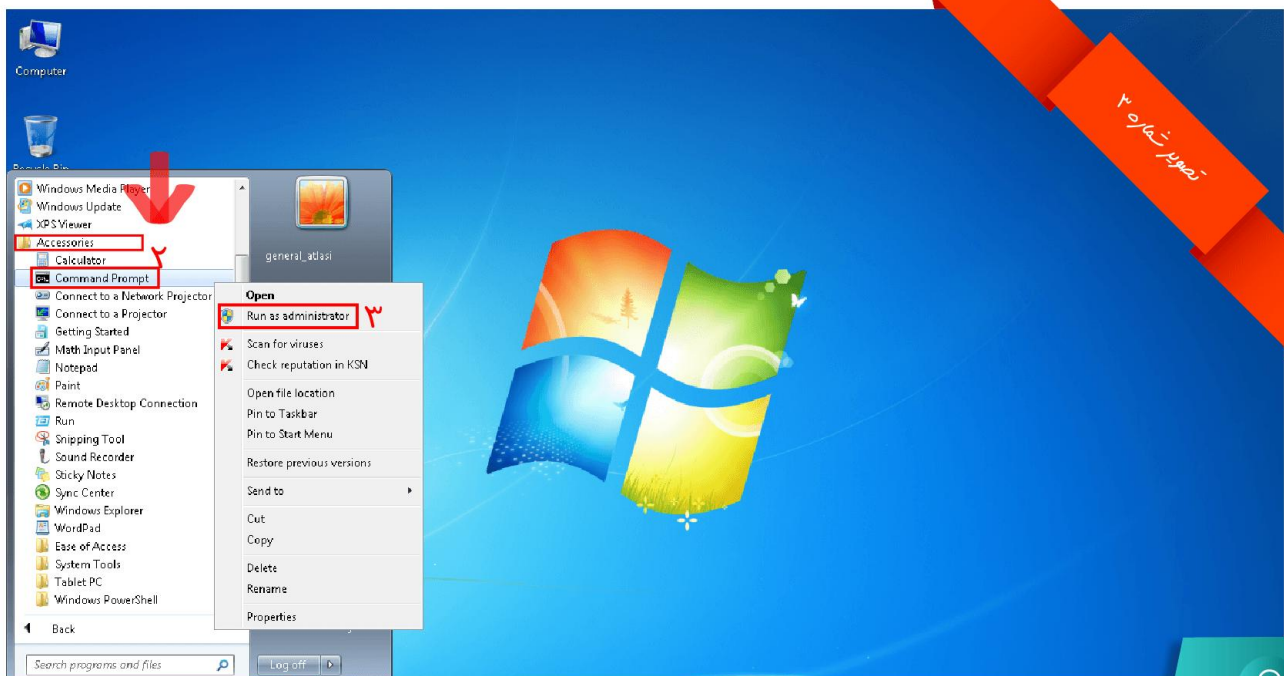 Computer
تصویر شماره ۳
Windows Media Player
Windows Update
XPS Viewer
Accessories
Calculator
۲
Command Prompt
Connect to a Network Projector
Connect to a Projector
Getting Started
Math Input Panel
Notepad
Paint
Remote Desktop Connection
Run
Snipping Tool
Sound Recorder
Sticky Notes
Sync Center
Windows Explorer
WordPad
Ease of Access
System Tools
Tablet PC
Windows PowerShell
Back
Search programs and files
general_atlasi
Open
Run as administrator ۳
Scan for viruses
Check reputation in KSN
Open file location
Pin to Taskbar
Pin to Start Menu
Restore previous versions
Send to
Cut
Copy
Delete
Rename
Properties
Log off